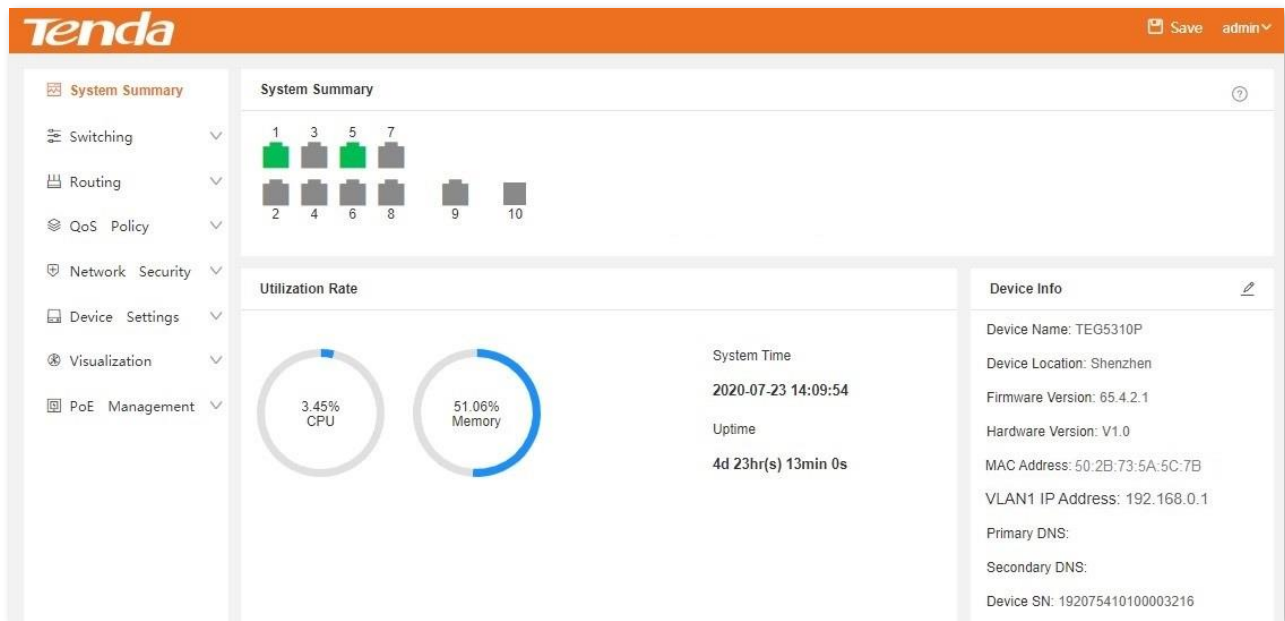 Tenda
Save admin
System Summary
Switching
Routing
QoS Policy
Network Security
Device Settings
Visualization
PoE Management
System Summary
?
1 3 5 7
2 4 6 8 9 10
Utilization Rate
3.45%
CPU
51.06%
Memory
System Time
2020-07-23 14:09:54
Uptime
4d 23hr(s) 13min 0s
Device Info
Device Name: TEG5310P
Device Location: Shenzhen
Firmware Version: 65.4.2.1
Hardware Version: V1.0
MAC Address: 50:2B:73:5A:5C:7B
VLAN1 IP Address: 192.168.0.1
Primary DNS:
Secondary DNS:
Device SN: 192075410100003216